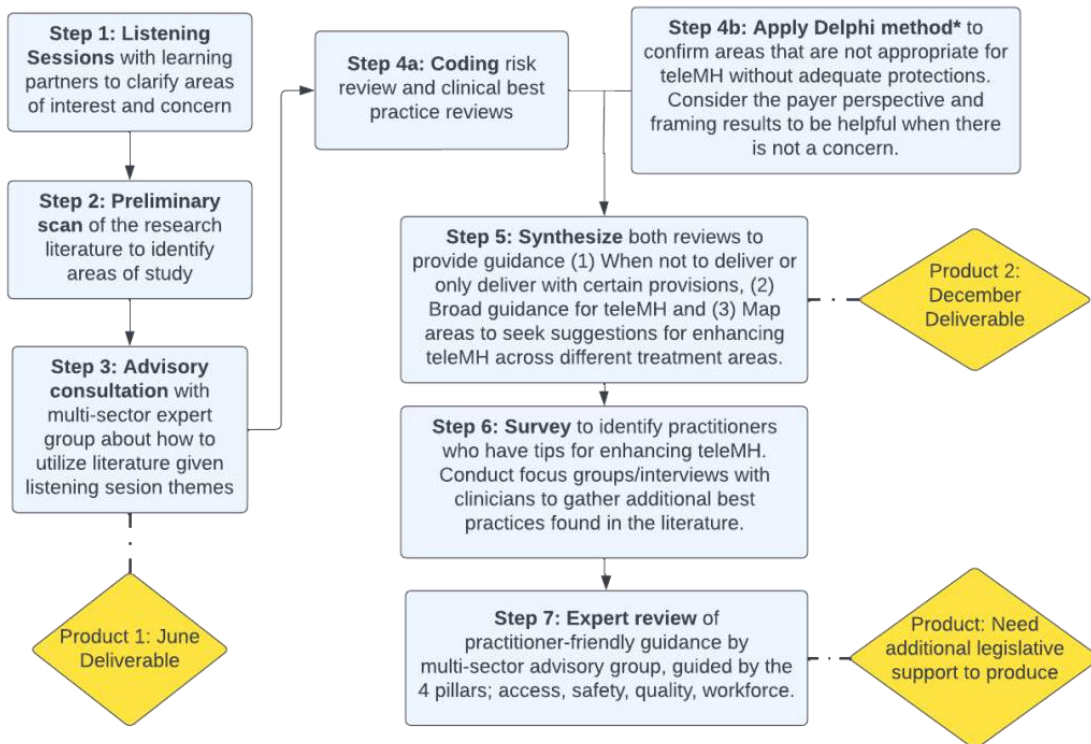 Step 1: Listening
Sessions with learning
partners to clarify areas
of interest and concern
Step 2: Preliminary
scan of the research
literature to identify
areas of study
Step 3: Advisory
consultation with
multi-sector expert
group about how to
utilize literature given
listening sesion themes
Product 1: June
Deliverable
Step 4a: Coding risk
review and clinical best
practice reviews
Step 4b: Apply Delphi method* to
confirm areas that are not appropriate for
teleMH without adequate protections.
Consider the payer perspective and
framing results to be helpful when there
is not a concern.
Step 5: Synthesize both reviews to
provide guidance (1) When not to deliver or
only deliver with certain provisions, (2)
Broad guidance for teleMH and (3) Map
areas to seek suggestions for enhancing
teleMH across different treatment areas.
Product 2:
December
Deliverable
Step 6: Survey to identify practitioners
who have tips for enhancing teleMH.
Conduct focus groups/interviews with
clinicians to gather additional best
practices found in the literature.
Step 7: Expert review of
practitioner-friendly guidance by
multi-sector advisory group, guided by the
4 pillars; access, safety, quality, workforce.
Product: Need
additional legislative
support to produce